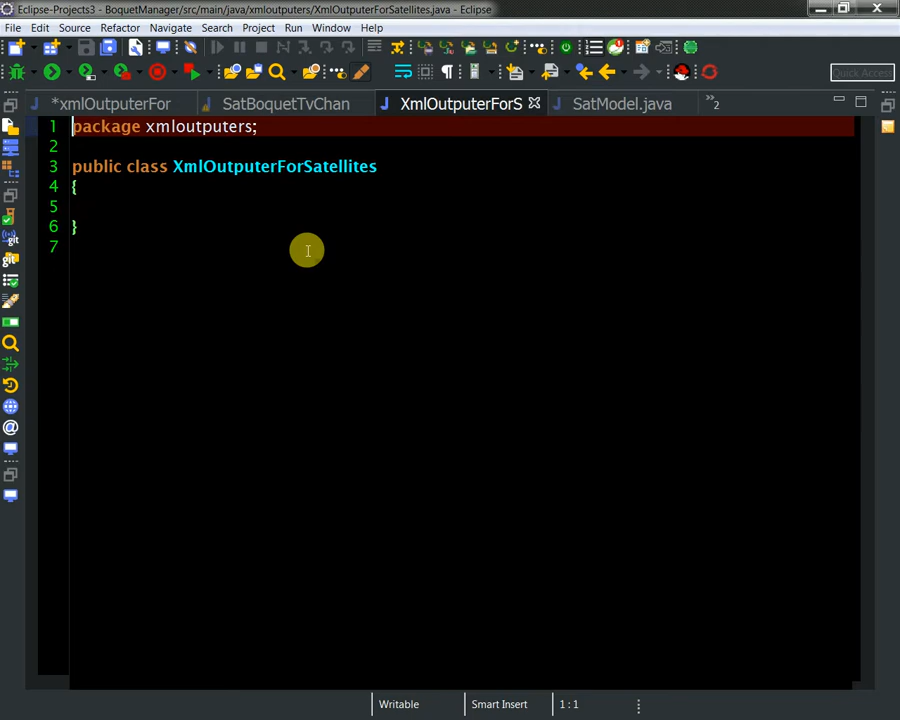 Eclipse-Projects3 - BoquetManager/src/main/java/xmloutputers/XmlOutputerForSatellites.java - Eclipse
File Edit Source Refactor Navigate Search Project Run Window Help
Quick Access
*xmlOutputerFor SatBoquetTvChan XmlOutputerForS SatModel.java »2
1 package xmloutputers;
2
3 public class XmlOutputerForSatellites
4 {
5
6 }
7
Writable Smart Insert 1 : 1